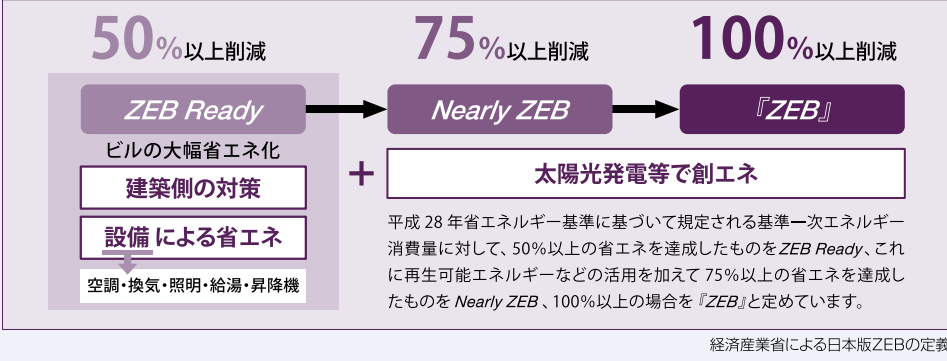 50%以上削減
75%以上削減
100%以上削減
ZEB Ready
Nearly ZEB
『ZEB』
ビルの大幅省エネ化
建築側の対策
設備による省エネ
空調・換気・照明・給湯・昇降機
+
太陽光発電等で創エネ
平成28年省エネルギー基準に基づいて規定される基準一次エネルギー
消費量に対して、50%以上の省エネを達成したものをZEB Ready、これ
に再生可能エネルギーなどの活用を加えて75%以上の省エネを達成し
たものをNearly ZEB、100%以上の場合を『ZEB』と定めています。
経済産業省による日本版ZEBの定義